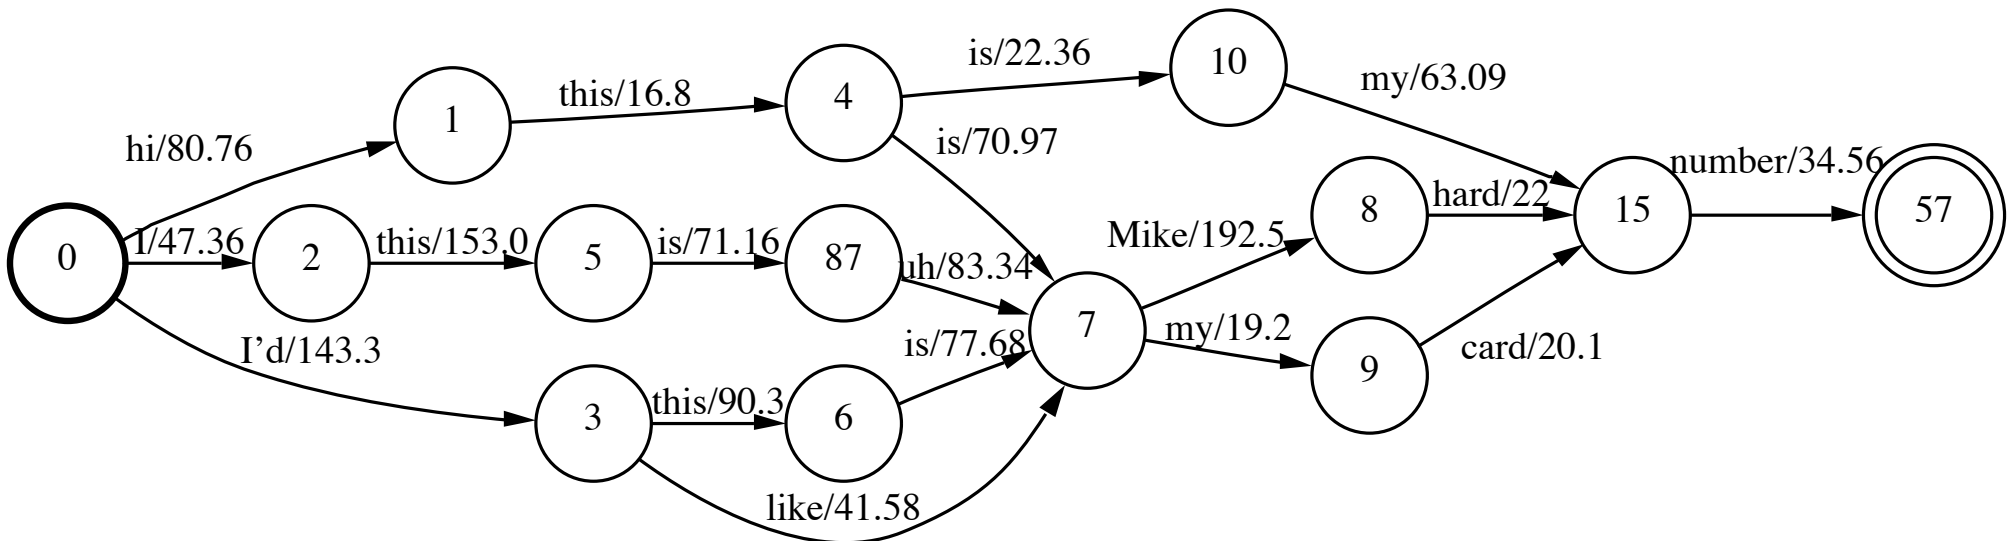 hi/80.76
this/16.8
is/22.36
my/63.09
is/70.97
I/47.36
this/153.0
is/71.16
uh/83.34
Mike/192.5
hard/22
number/34.56
I’d/143.3
this/90.3
is/77.68
like/41.58
my/19.2
card/20.1
0
1
2
3
4
5
6
87
7
10
8
9
15
57